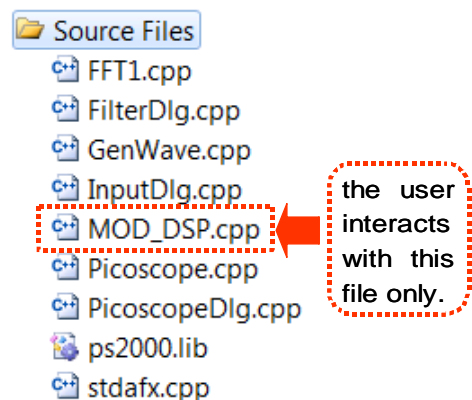 Source Files
FFT1.cpp
FilterDlg.cpp
GenWave.cpp
InputDlg.cpp
MOD_DSP.cpp
Picoscope.cpp
PicoscopeDlg.cpp
ps2000.lib
stdafx.cpp
the user
interacts
with this
file only.